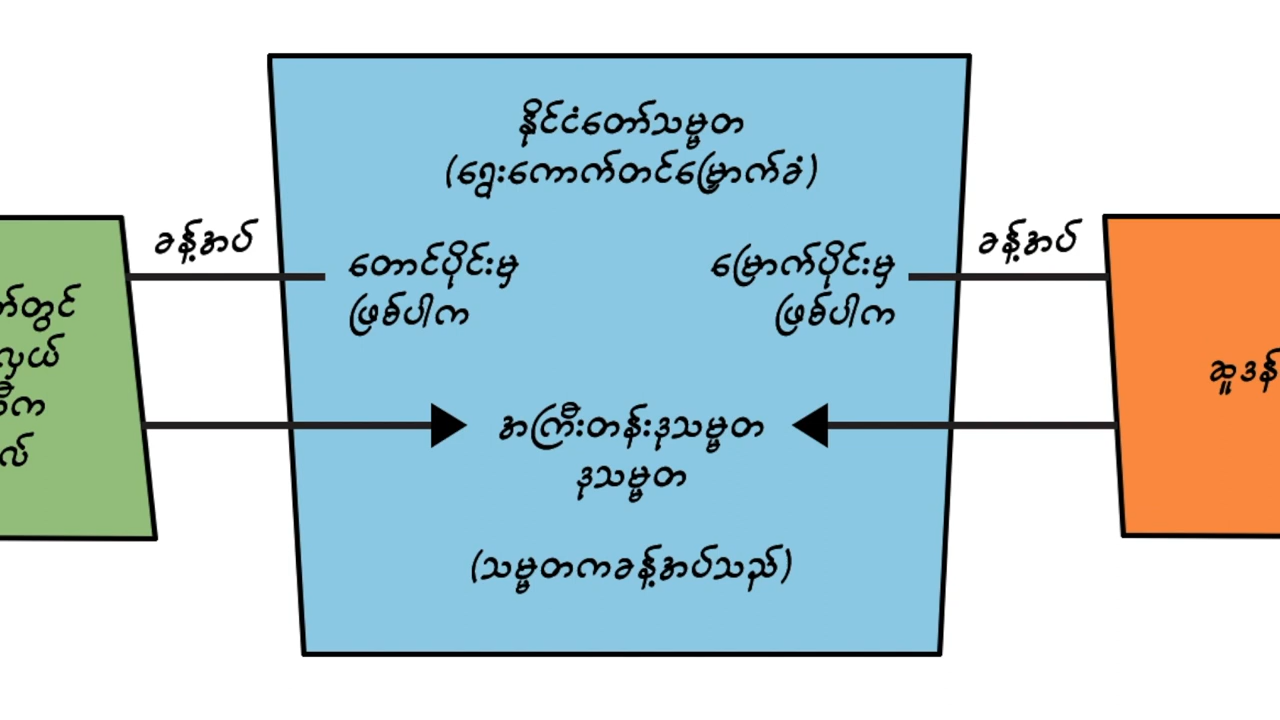 နိုင်ငံတော်သမ္မတ
(ရွေးကောက်တင်မြှောက်ခံ)
ခန့်အပ်
ခန့်အပ်
တောင်ပိုင်းမှ
ဖြစ်ပါက
မြောက်ပိုင်းမှ
ဖြစ်ပါက
အကြီးတန်းဒုသမ္မတ
ဒုသမ္မတ
(သမ္မတကခန့်အပ်သည်)
ဆူဒန်